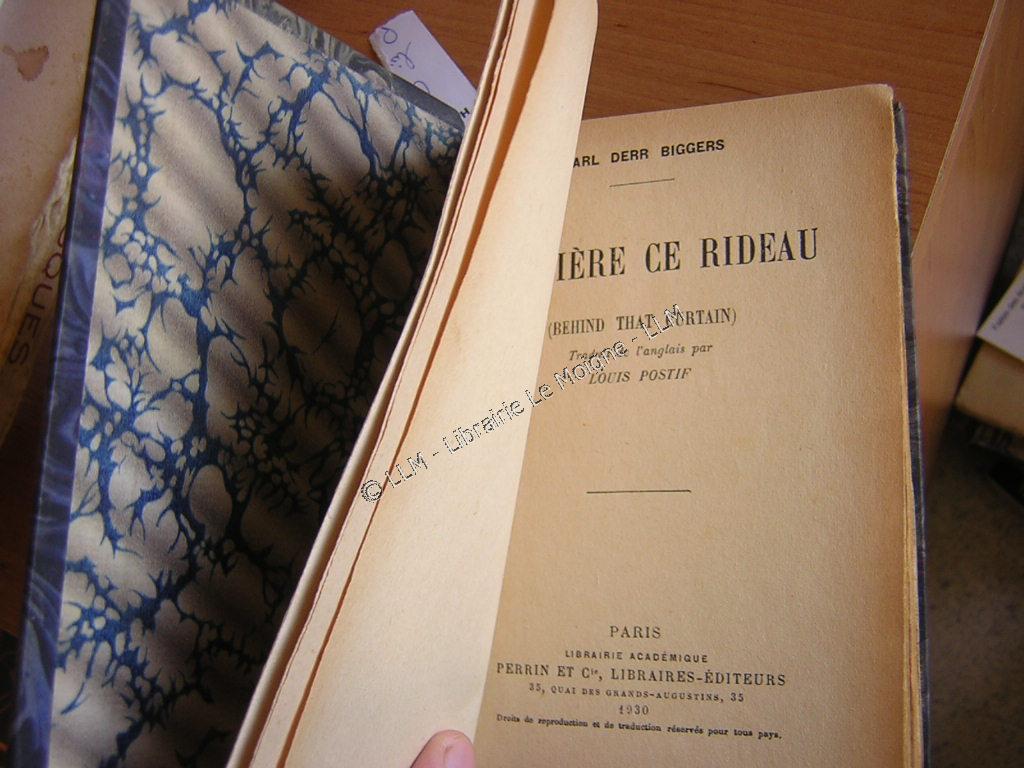 ARL DERR BIGGERS
IÈRE CE RIDEAU
(BEHIND THAT CURTAIN)
Traduit de l'anglais par
LOUIS POSTIF
© LLM - Librairie Le Moigne - LLM
PARIS
LIBRAIRIE ACADÉMIQUE
PERRIN ET Cie, LIBRAIRES-ÉDITEURS
35, QUAI DES GRANDS-AUGUSTINS, 35
1930
Droits de reproduction et de traduction réservés pour tous pays.